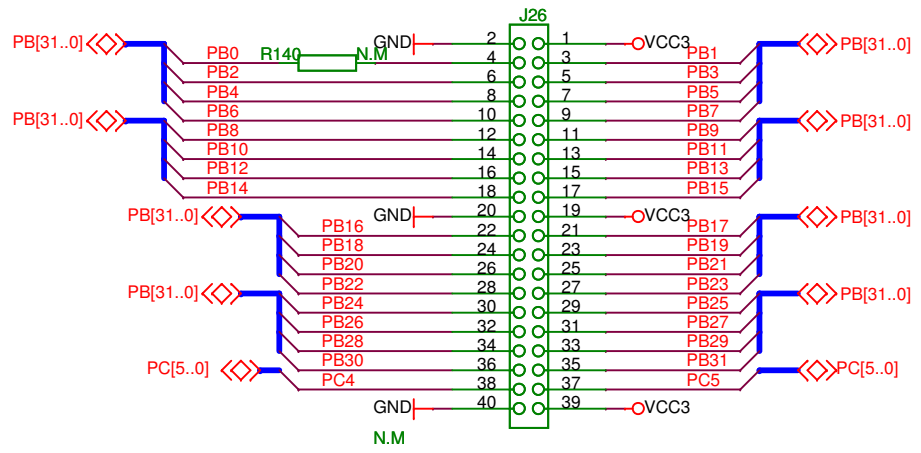 J26
PB[31..0] GND 2 1 VCC3 PB[31..0]
PB0 R140 N.M 4 3 PB1
PB2 6 5 PB3
PB4 8 7 PB5
PB[31..0] PB6 10 9 PB7 PB[31..0]
PB8 12 11 PB9
PB10 14 13 PB11
PB12 16 15 PB13
PB14 18 17 PB15
PB[31..0] GND 20 19 VCC3 PB[31..0]
PB16 22 21 PB17
PB18 24 23 PB19
PB20 26 25 PB21
PB[31..0] PB22 28 27 PB23 PB[31..0]
PB24 30 29 PB25
PB26 32 31 PB27
PB28 34 33 PB29
PC[5..0] PB30 36 35 PB31 PC[5..0]
PC4 38 37 PC5
GND 40 39 VCC3
N.M